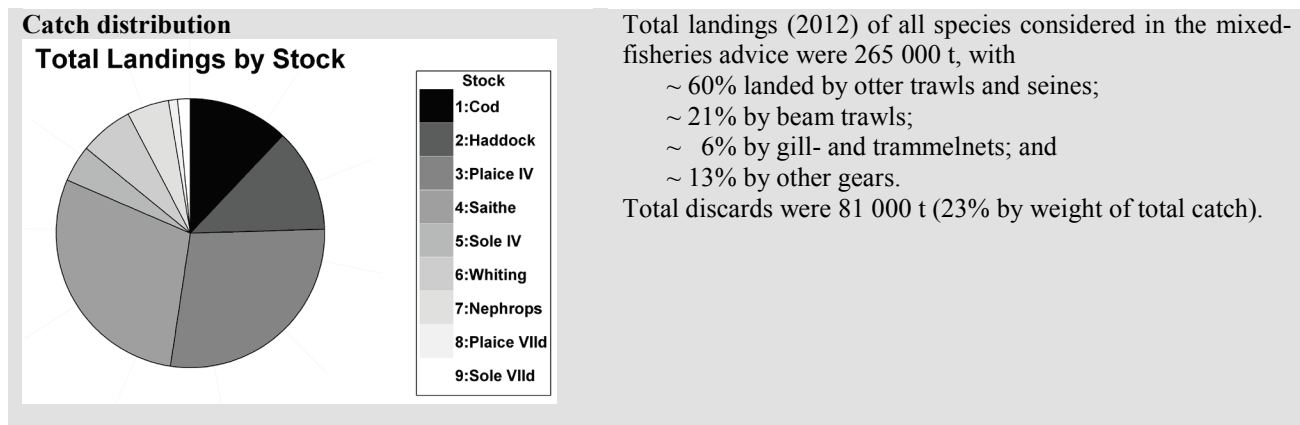 Catch distribution
Total Landings by Stock
Stock
1:Cod
2:Haddock
3:Plaice IV
4:Saithe
5:Sole IV
6:Whiting
7:Nephrops
8:Plaice VIId
9:Sole VIId
Total landings (2012) of all species considered in the mixed-
fisheries advice were 265 000 t, with
~ 60% landed by otter trawls and seines;
~ 21% by beam trawls;
~ 6% by gill- and trammelnets; and
~ 13% by other gears.
Total discards were 81 000 t (23% by weight of total catch).